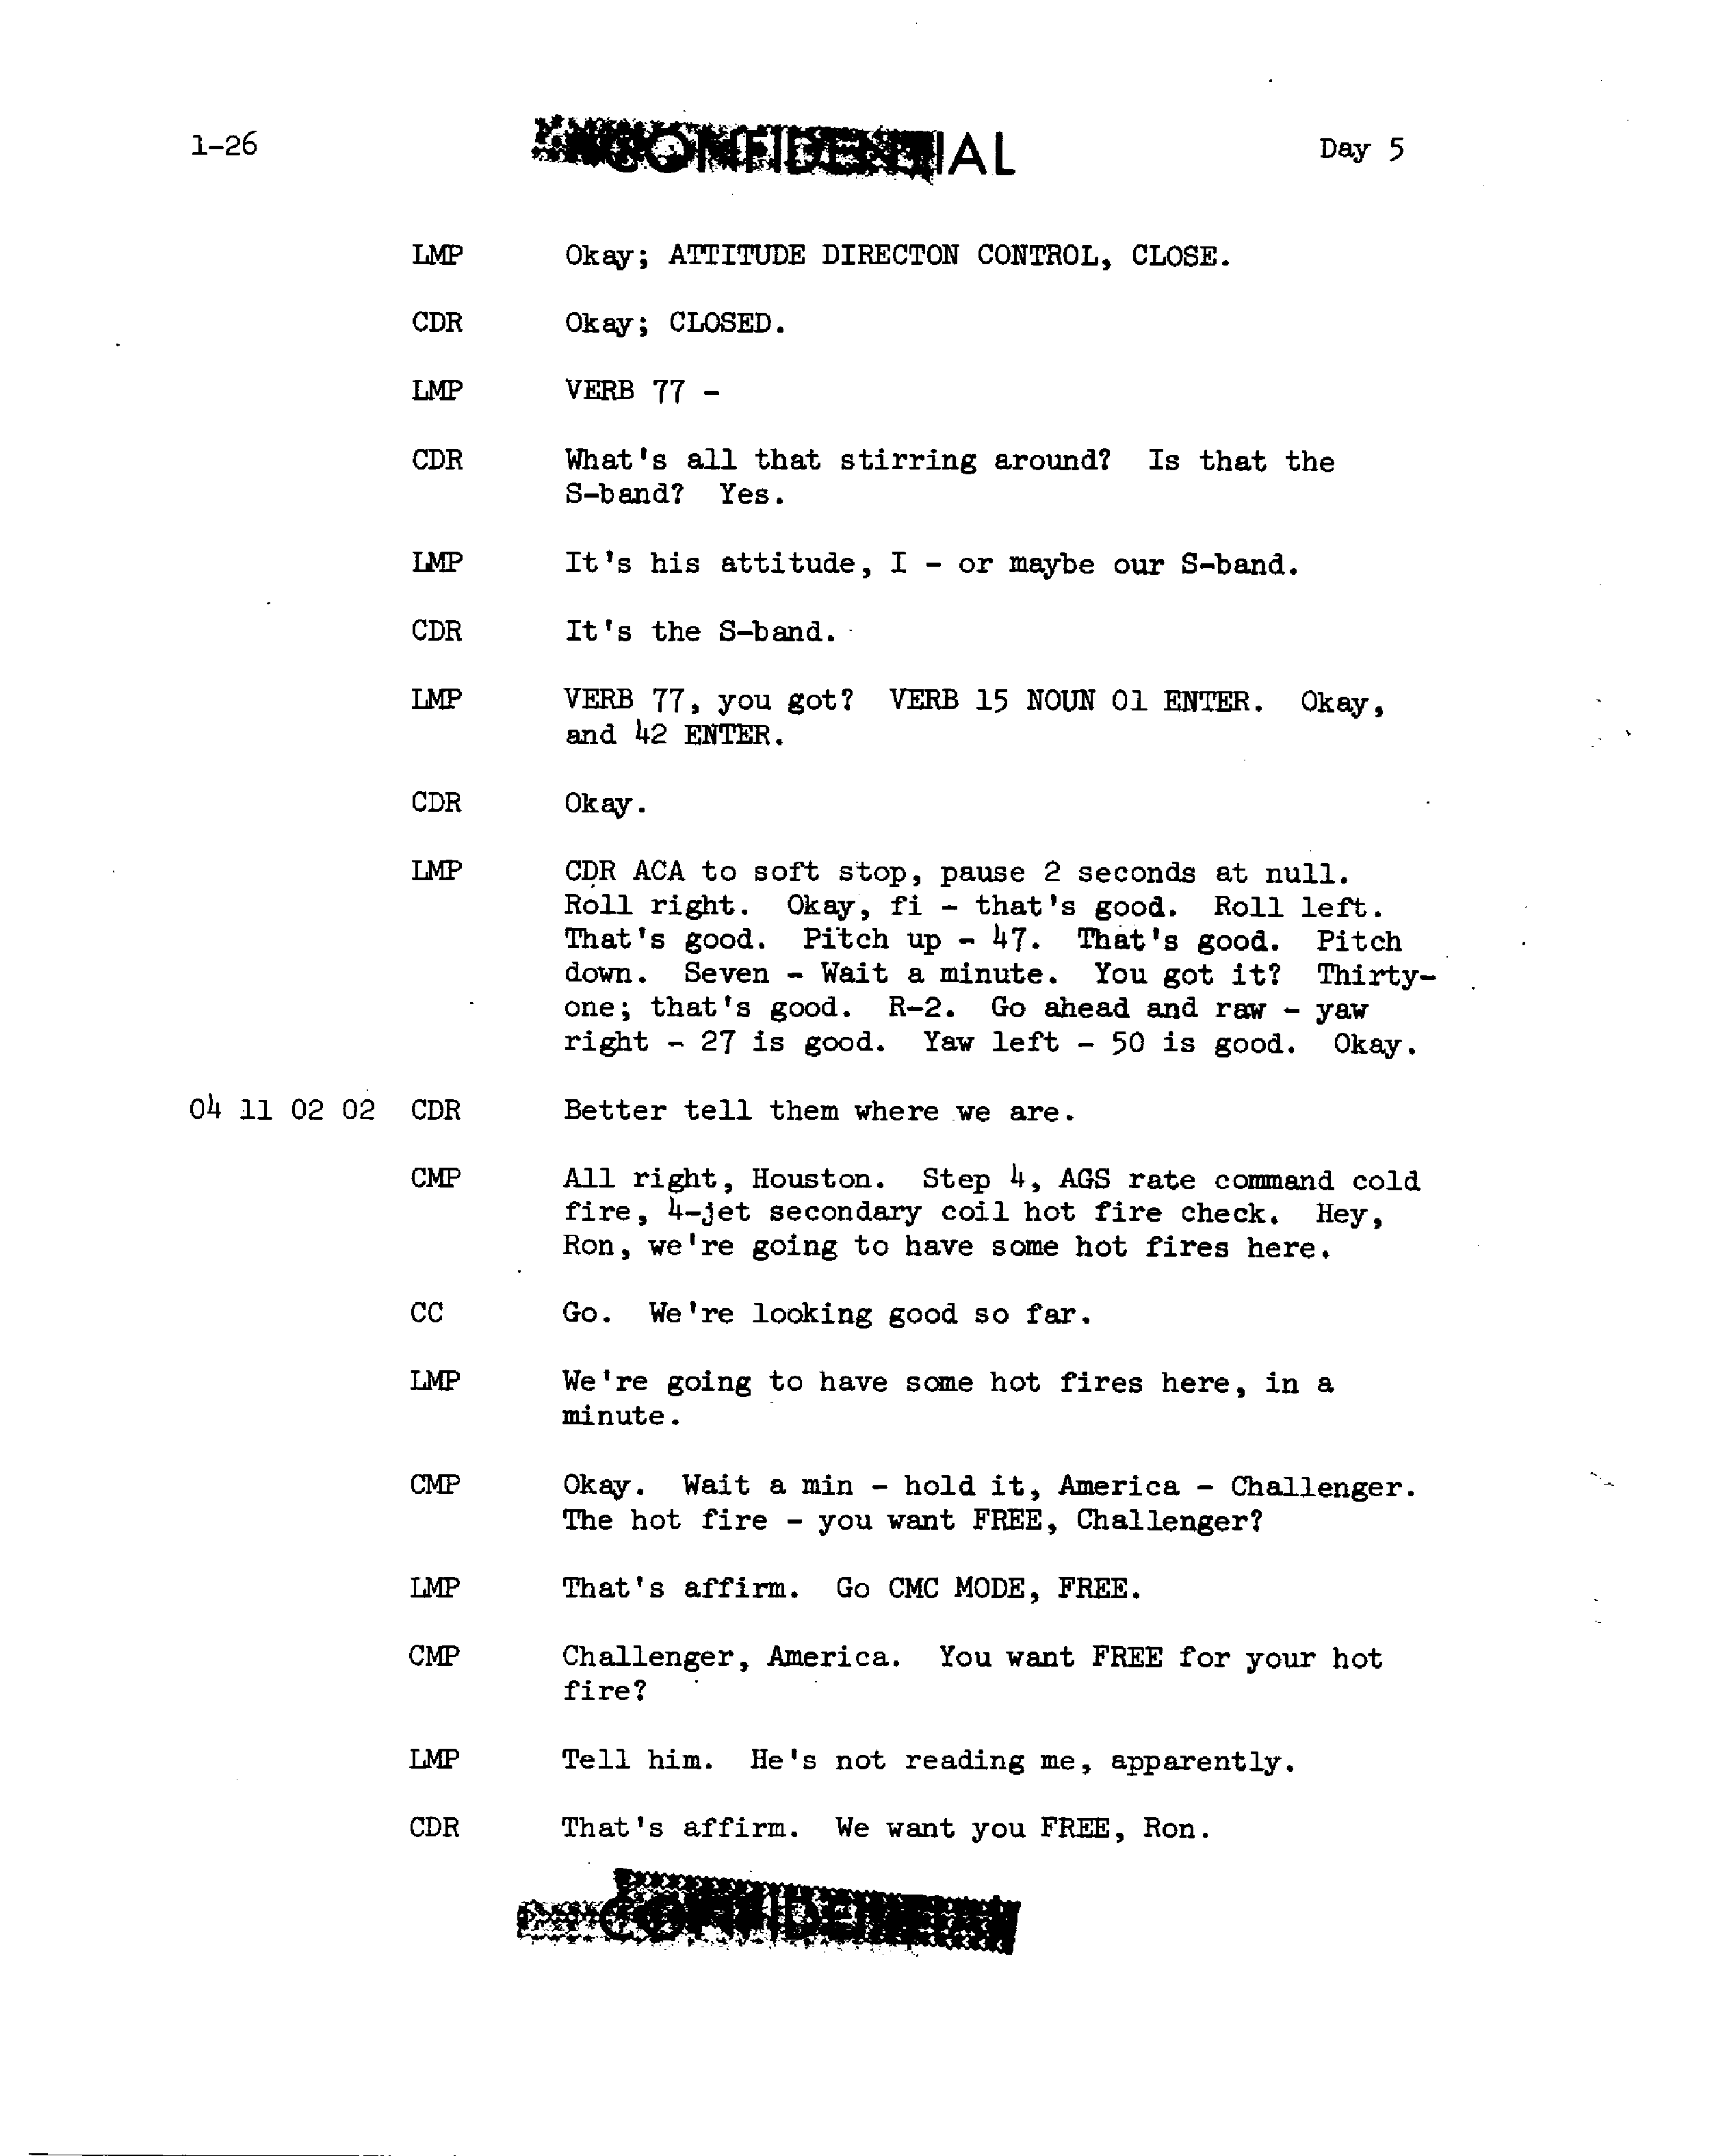 1-26 CONFIDENTIAL Day 5
LMP Okay; ATTITUDE DIRECTON CONTROL, CLOSE.
CDR Okay; CLOSED.
LMP VERB 77 -
CDR What's all that stirring around? Is that the
S-band? Yes.
LMP It's his attitude, I - or maybe our S-band.
CDR It's the S-band.
LMP VERB 77, you got? VERB 15 NOUN 01 ENTER. Okay,
and 42 ENTER.
CDR Okay.
LMP CDR ACA to soft stop, pause 2 seconds at null.
Roll right. Okay, fi - that's good. Roll left.
That's good. Pitch up - 47. That's good. Pitch
down. Seven - Wait a minute. You got it? Thirty-
one; that's good. R-2. Go ahead and raw - yaw
right - 27 is good. Yaw left - 50 is good. Okay.
04 11 02 02 CDR Better tell them where we are.
CMP All right, Houston. Step 4, AGS rate command cold
fire, 4-jet secondary coil hot fire check. Hey,
Ron, we're going to have some hot fires here.
CC Go. We're looking good so far.
LMP We're going to have some hot fires here, in a
minute.
CMP Okay. Wait a min - hold it, America - Challenger.
The hot fire - you want FREE, Challenger?
LMP That's affirm. Go CMC MODE, FREE.
CMP Challenger, America. You want FREE for your hot
fire?
LMP Tell him. He's not reading me, apparently.
CDR That's affirm. We want you FREE, Ron.
CONFIDENTIAL